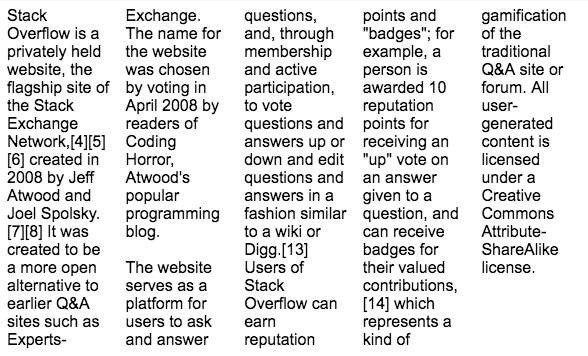 Stack
Overflow is a
privately held
website, the
flagship site of
the Stack
Exchange
Network,[4][5]
[6] created in
2008 by Jeff
Atwood and
Joel Spolsky.
[7][8] It was
created to be
a more open
alternative to
earlier Q&A
sites such as
Experts-
Exchange.
The name for
the website
was chosen
by voting in
April 2008 by
readers of
Coding
Horror,
Atwood's
popular
programming
blog.
The website
serves as a
platform for
users to ask
and answer
questions,
and, through
membership
and active
participation,
to vote
questions and
answers up or
down and edit
questions and
answers in a
fashion similar
to a wiki or
Digg.[13]
Users of
Stack
Overflow can
earn
reputation
points and
"badges"; for
example, a
person is
awarded 10
reputation
points for
receiving an
"up" vote on
an answer
given to a
question, and
can receive
badges for
their valued
contributions,
[14] which
represents a
kind of
gamification
of the
traditional
Q&A site or
forum. All
user-
generated
content is
licensed
under a
Creative
Commons
Attribute-
ShareAlike
license.